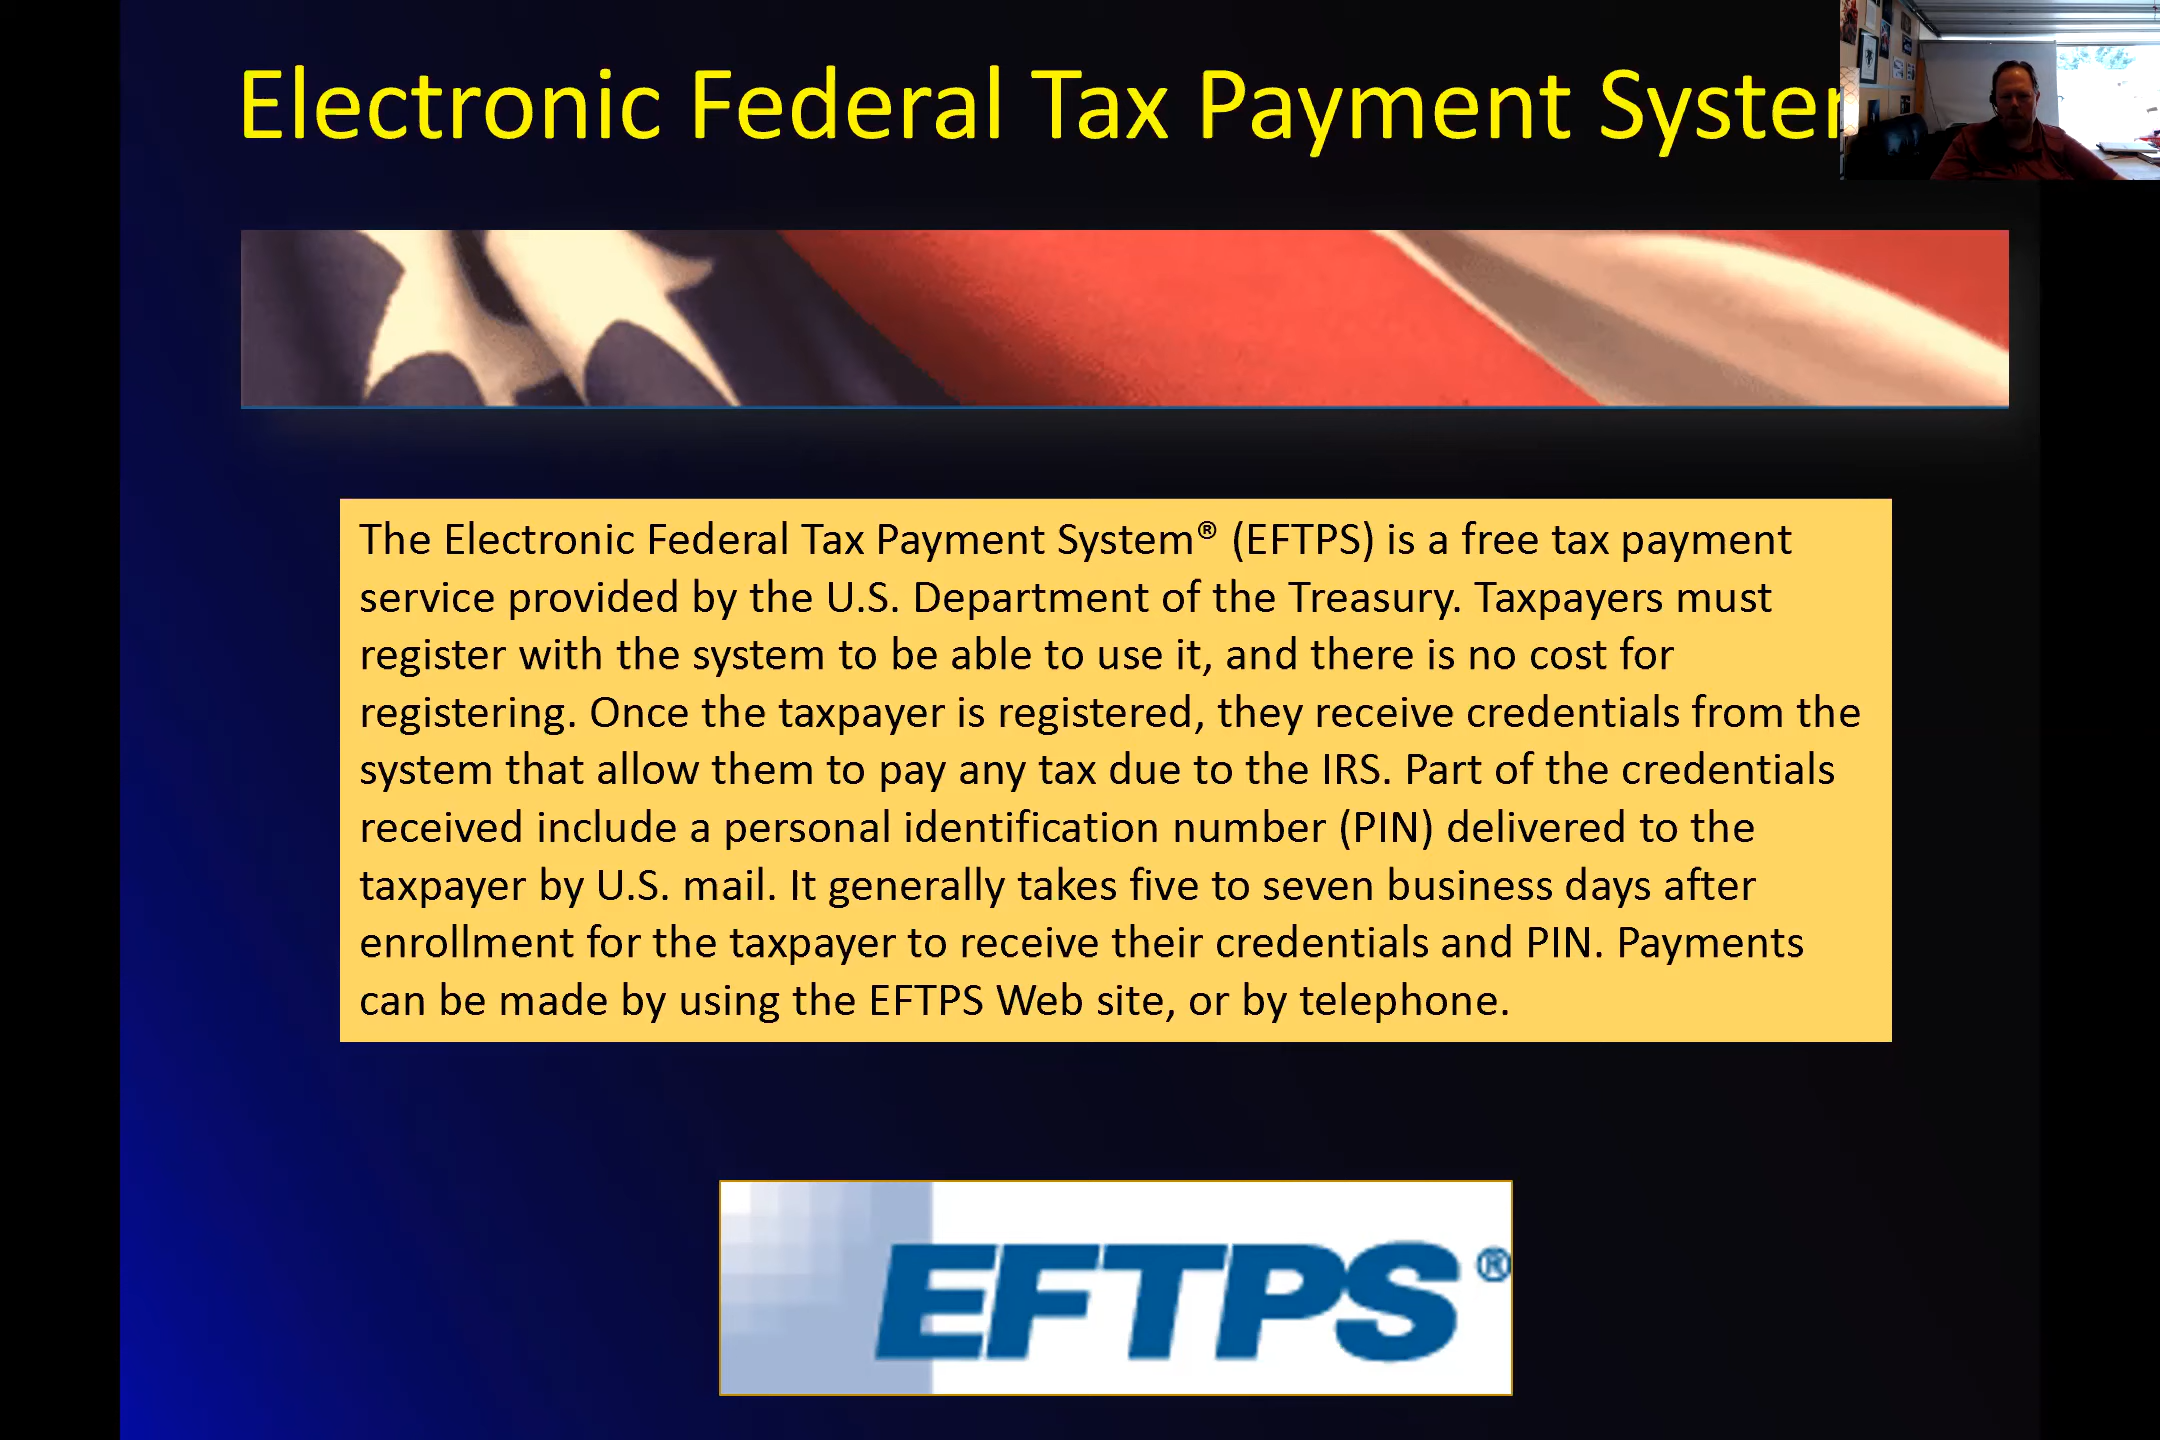 Electronic Federal Tax Payment
The Electronic Federal Tax Payment System® (EFTPS) is a free tax payment
service provided by the U.S. Department of the Treasury. Taxpayers must
register with the system to be able to use it, and there is no cost for
registering. Once the taxpayer is registered, they receive credentials from the
system that allow them to pay any tax due to the IRS. Part of the credentials
received include a personal identification number (PIN) delivered to the
taxpayer by U.S. mail. It generally takes five to seven business days after
enrollment for the taxpayer to receive their credentials and PIN. Payments
can be made by using the EFTPS Web site, or by telephone.
EFTPS®